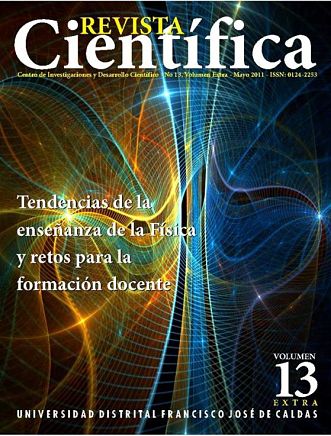 REVISTA
Científica
Centro de Investigaciones y Desarrollo Científico - No 13, Volumen Extra - Mayo 2011 - ISSN: 0124-2253
Tendencias de la
enseñanza de la Física
y retos para la
formación docente
VOLUMEN
13
EXTRA
UNIVERSIDAD DISTRITAL FRANCISCO JOSÉ DE CALDAS